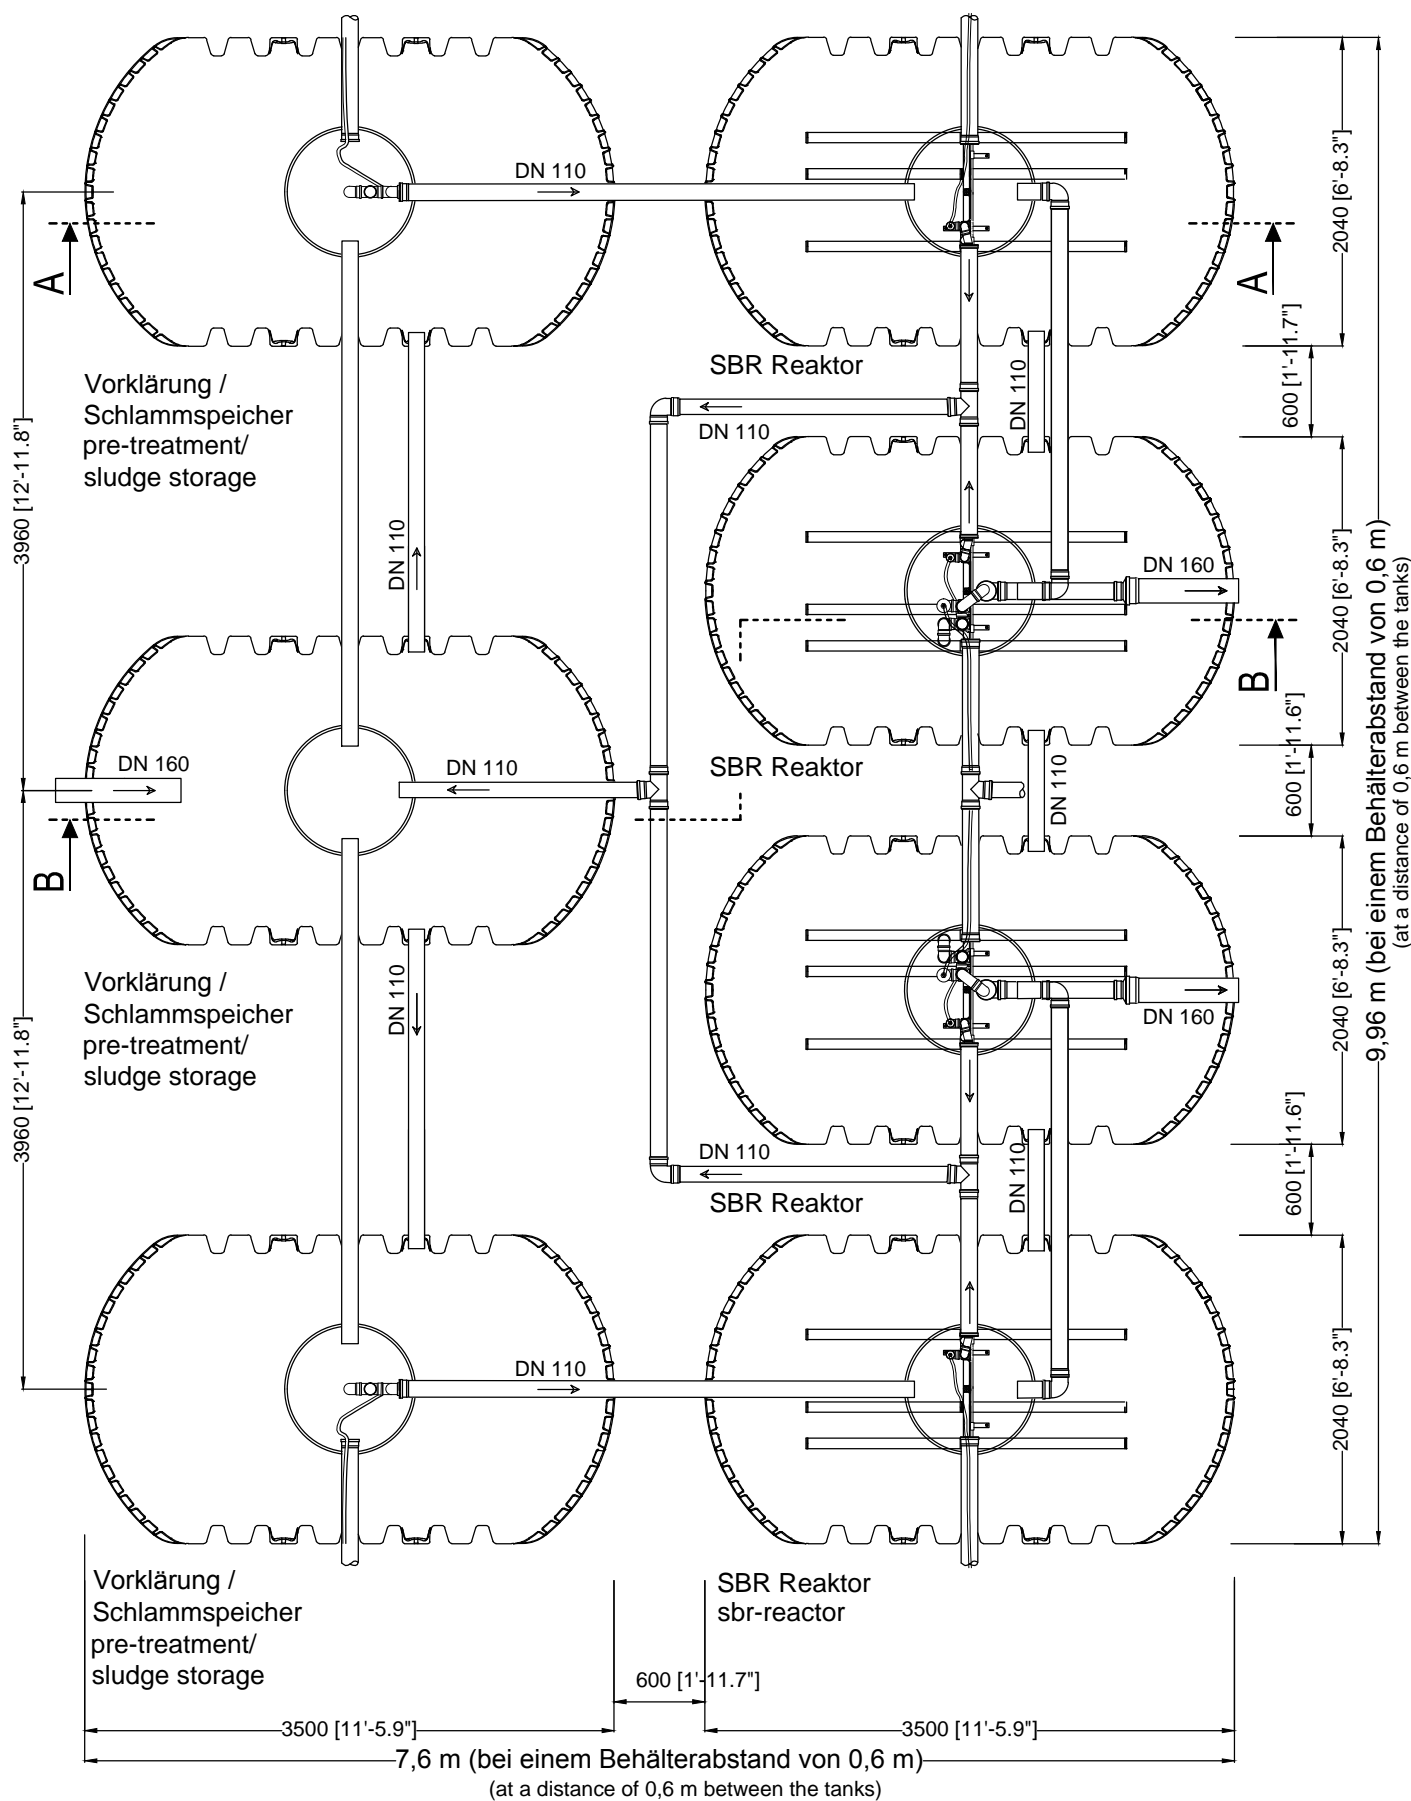 DN 110
2040 [6'-8.3"]
A
A
600 [1'-11.7"]
SBR Reaktor
DN 110
Vorklärung /
Schlammspeicher
pre-treatment/
sludge storage
DN 110
3960 [12'-11.8"]
DN 110
DN 160
2040 [6'-8.3"]
9,96 m (bei einem Behälterabstand von 0,6 m)
(at a distance of 0,6 m between the tanks)
B
600 [1'-11.6"]
DN 160
DN 110
SBR Reaktor
DN 110
B
Vorklärung /
Schlammspeicher
pre-treatment/
sludge storage
DN 110
3960 [12'-11.8"]
DN 160
2040 [6'-8.3"]
DN 110
SBR Reaktor
DN 110
600 [1'-11.6"]
DN 110
2040 [6'-8.3"]
Vorklärung /
Schlammspeicher
pre-treatment/
sludge storage
SBR Reaktor
sbr-reactor
600 [1'-11.7"]
3500 [11'-5.9"]
3500 [11'-5.9"]
7,6 m (bei einem Behälterabstand von 0,6 m)
(at a distance of 0,6 m between the tanks)